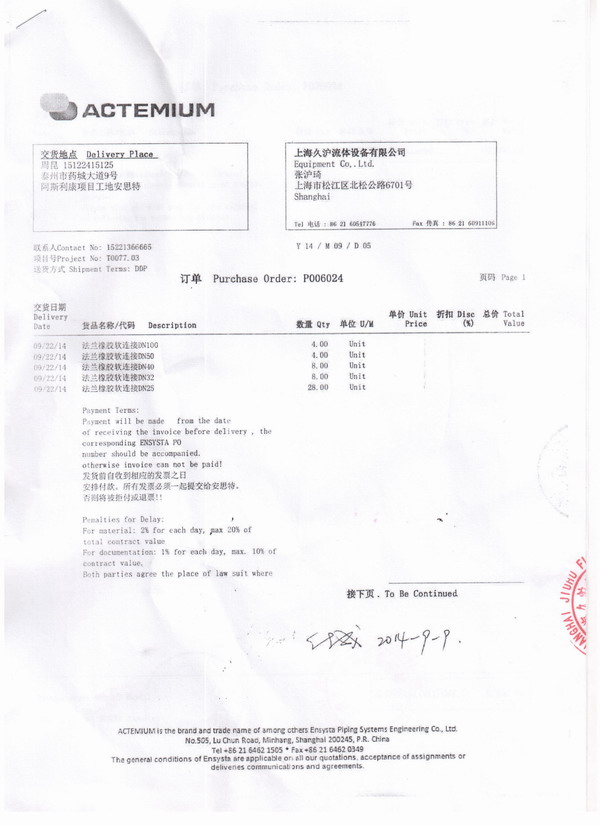 ACTEMIUM
交货地点 Delivery Place
周昆 15122415125
泰州市药城大道9号
阿斯利康项目工地安思特
上海久沪流体设备有限公司
Equipment Co,.Ltd.
张沪琦
上海市松江区北松公路6701号
Shanghai
Tel 电话 : 86 21 60547776 Fax 传真 : 86 21 60911105
联系人Contact No: 15221366665
项目号Project No: T0077.03
送货方式 Shipment Terms: DDP
Y 14 / M 09 / D 05
订单 Purchase Order: P006024
页码 Page 1
交货日期 Delivery Date 货品名称/代码 Description 数量 Qty 单位 U/M 单价 Unit Price 折扣 Disc (%) 总价 Total Value
09/22/14 法兰橡胶软连接DN100 4.00 Unit
09/22/14 法兰橡胶软连接DN50 4.00 Unit
09/22/14 法兰橡胶软连接DN40 8.00 Unit
09/22/14 法兰橡胶软连接DN32 8.00 Unit
09/22/14 法兰橡胶软连接DN25 28.00 Unit
Payment Terms:
Payment will be made from the date
of receiving the invoice before delivery , the
corresponding ENSYSTA PO
number should be accompanied.
otherwise invoice can not be paid!
发货前自收到相应的发票之日
安排付款。所有发票必须一起提交给安思特。
否则将被拒付或退票!!
Penalties for Delay:
For material: 2% for each day, max 20% of
total contract value
For documentation: 1% for each day, max. 10% of
contract value,
Both parties agree the place of law suit where
接下页. To Be Continued
2014-9-9.
ANGHAI JIUHU F
ACTEMIUM is the brand and trade name of among others Ensysta Piping Systems Engineering Co., Ltd.
No.505, Lu Chun Road, Minhang, Shanghai 200245, P.R. China
Tel +86 21 6462 1505 * Fax +86 21 6462 0349
The general conditions of Ensysta are applicable on all our quotations, acceptance of assignments or
deliveries communications and agreements.